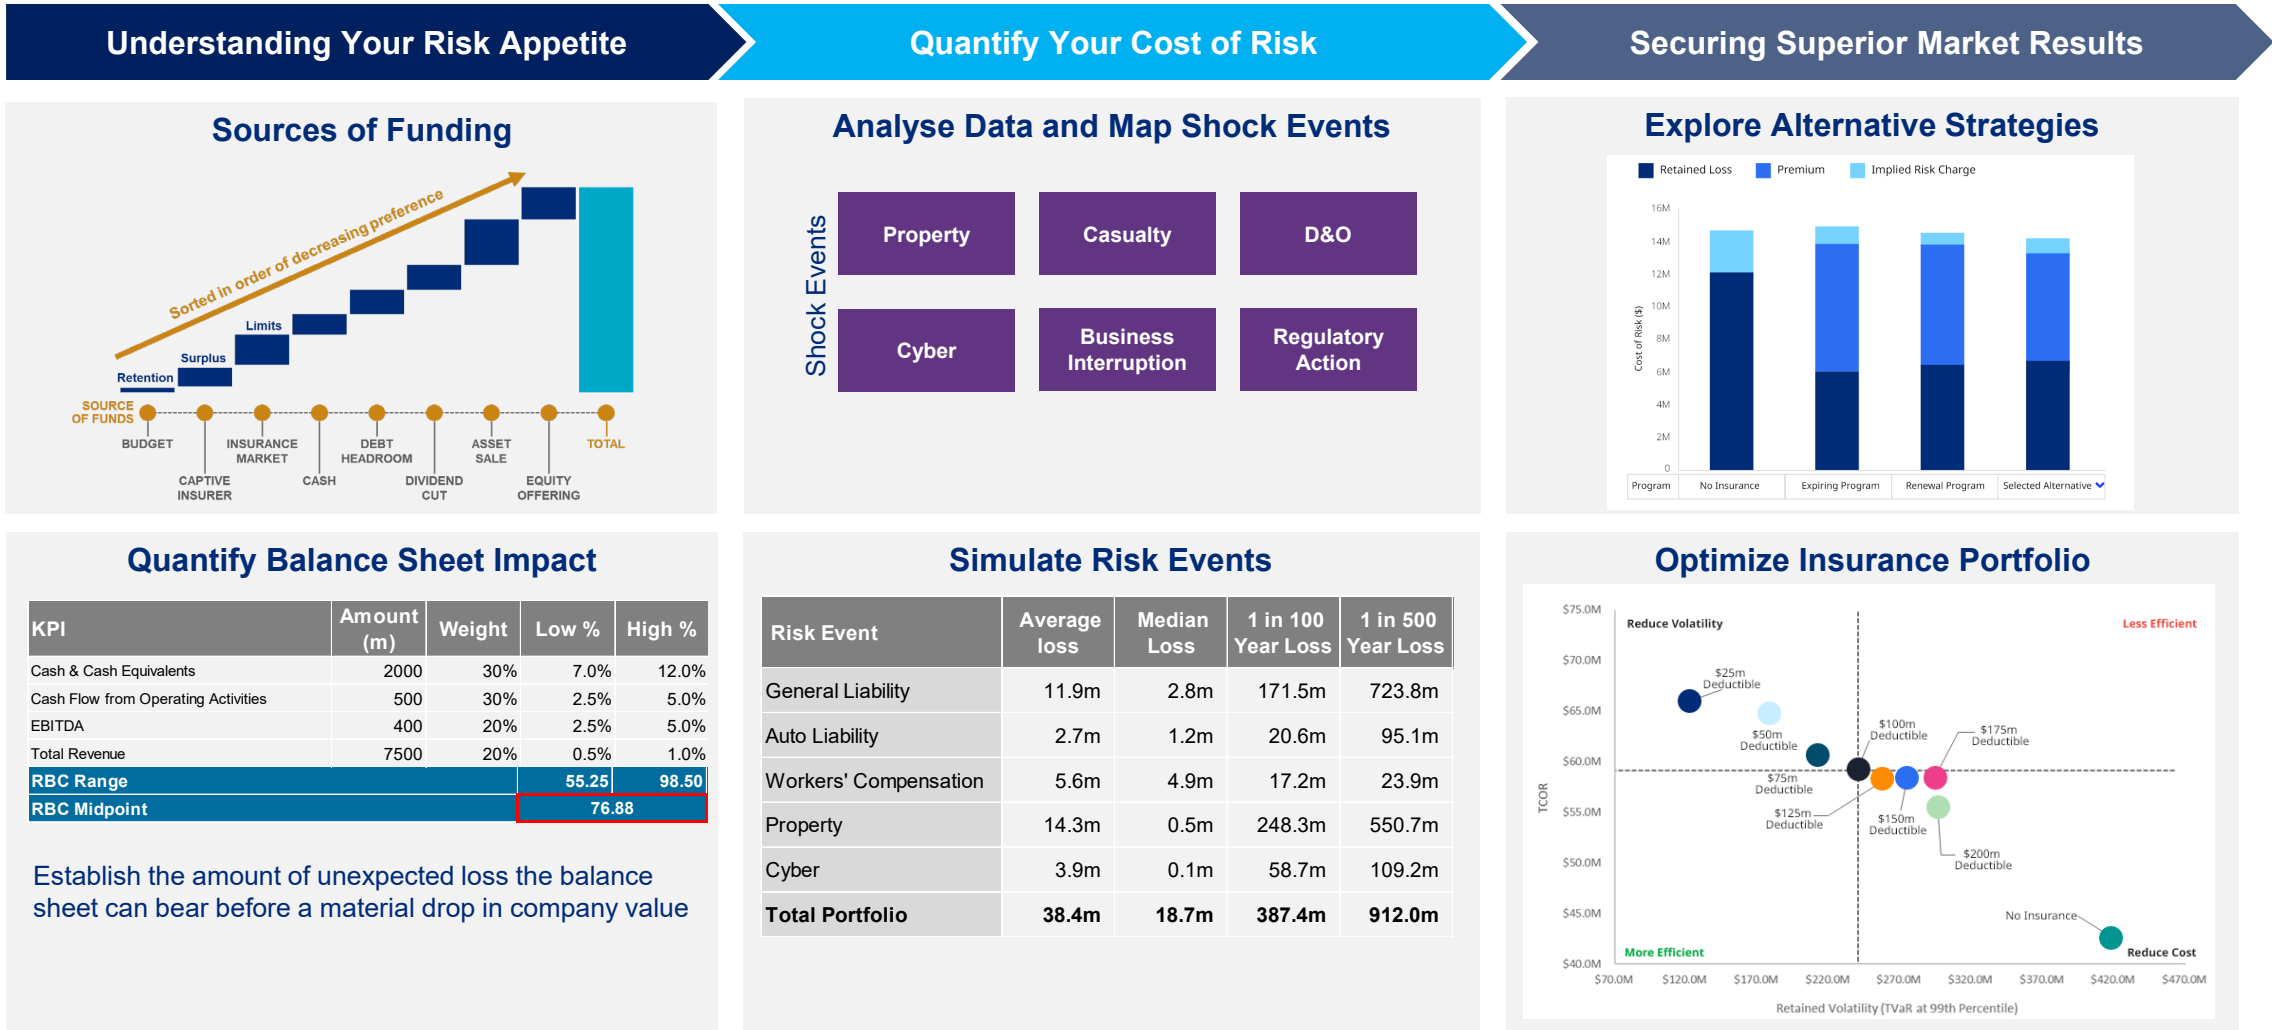 Understanding Your Risk Appetite
Quantify Your Cost of Risk
Securing Superior Market Results
Sources of Funding
Sorted in order of decreasing preference
Retention
Surplus
Limits
SOURCE
OF FUNDS
BUDGET
CAPTIVE
INSURER
INSURANCE
MARKET
CASH
DEBT
HEADROOM
DIVIDEND
CUT
ASSET
SALE
EQUITY
OFFERING
TOTAL
Analyse Data and Map Shock Events
Shock Events
Property
Casualty
D&O
Cyber
Business
Interruption
Regulatory
Action
Explore Alternative Strategies
Retained Loss
Premium
Implied Risk Charge
Cost of Risk ($)
16M
14M
12M
10M
8M
6M
4M
2M
0
Program
No Insurance
Expiring Program
Renewal Program
Selected Alternative
Quantify Balance Sheet Impact
KPI Amount (m) Weight Low % High %
Cash & Cash Equivalents 2000 30% 7.0% 12.0%
Cash Flow from Operating Activities 500 30% 2.5% 5.0%
EBITDA 400 20% 2.5% 5.0%
Total Revenue 7500 20% 0.5% 1.0%
RBC Range 55.25 98.50
RBC Midpoint 76.88
Establish the amount of unexpected loss the balance
sheet can bear before a material drop in company value
Simulate Risk Events
Risk Event Average loss Median Loss 1 in 100 Year Loss 1 in 500 Year Loss
General Liability 11.9m 2.8m 171.5m 723.8m
Auto Liability 2.7m 1.2m 20.6m 95.1m
Workers' Compensation 5.6m 4.9m 17.2m 23.9m
Property 14.3m 0.5m 248.3m 550.7m
Cyber 3.9m 0.1m 58.7m 109.2m
Total Portfolio 38.4m 18.7m 387.4m 912.0m
Optimize Insurance Portfolio
TCOR
$75.0M
$70.0M
$65.0M
$60.0M
$55.0M
$50.0M
$45.0M
$40.0M
Reduce Volatility
Less Efficient
$25m
Deductible
$50m
Deductible
$75m
Deductible
$100m
Deductible
$125m
Deductible
$150m
Deductible
$175m
Deductible
$200m
Deductible
No Insurance
More Efficient
Reduce Cost
$70.0M $120.0M $170.0M $220.0M $270.0M $320.0M $370.0M $420.0M $470.0M
Retained Volatility (TVaR at 99th Percentile)